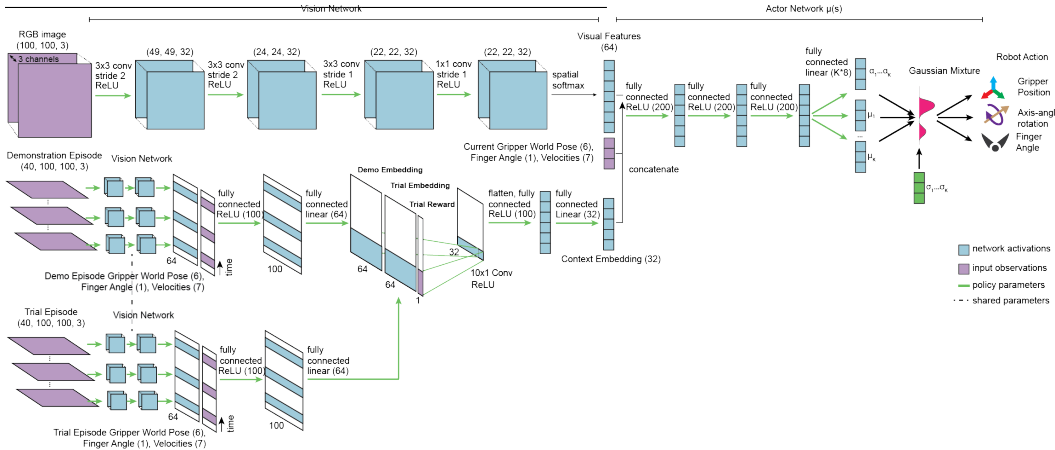 Vision Network
Actor Network μ(s)
RGB image
(100, 100, 3)
3 channels
3x3 conv
stride 2
ReLU
(49, 49, 32)
3x3 conv
stride 2
ReLU
(24, 24, 32)
3x3 conv
stride 1
ReLU
(22, 22, 32)
1x1 conv
stride 1
ReLU
(22, 22, 32)
spatial
softmax
Visual Features
(64)
fully
connected
ReLU (200)
fully
connected
ReLU (200)
fully
connected
ReLU (200)
fully
connected
linear (K*8)
α₁...αₖ
μ₁
...
μₖ
Gaussian Mixture
σ₁...σₖ
Robot Action
Gripper
Position
Axis-angl
rotation
Finger
Angle
Current Gripper World Pose (6),
Finger Angle (1), Velocities (7)
concatenate
Demonstration Episode
(40, 100, 100, 3)
Vision Network
64
time
fully
connected
ReLU (100)
100
fully
connected
linear (64)
Demo Embedding
Trial Embedding
Trial Reward
64
64
1
32
10x1 Conv
ReLU
flatten, fully
connected
ReLU (100)
fully
connected
Linear (32)
Context Embedding (32)
Demo Episode Gripper World Pose (6),
Finger Angle (1), Velocities (7)
Trial Episode
(40, 100, 100, 3)
Vision Network
64
time
fully
connected
ReLU (100)
100
fully
connected
linear (64)
Trial Episode Gripper World Pose (6),
Finger Angle (1), Velocities (7)
network activations
input observations
policy parameters
shared parameters